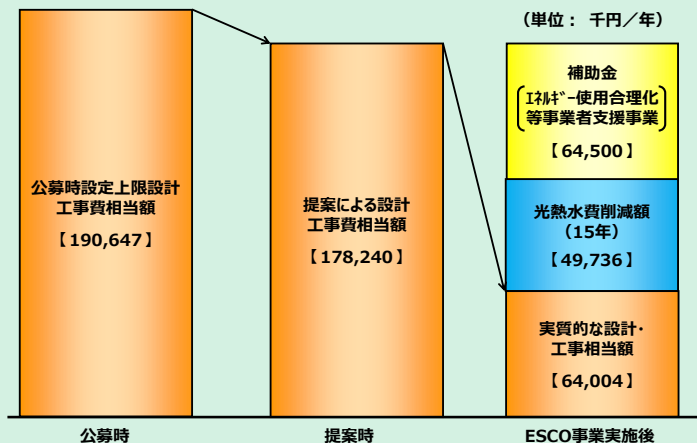 （単位： 千円／年）
公募時設定上限設計
工事費相当額
【190,647】
提案による設計
工事費相当額
【178,240】
補助金
ｴﾈﾙｷﾞｰ使用合理化
等事業者支援事業
【64,500】
光熱水費削減額
（15年）
【49,736】
実質的な設計・
工事相当額
【64,004】
公募時
提案時
ESCO事業実施後